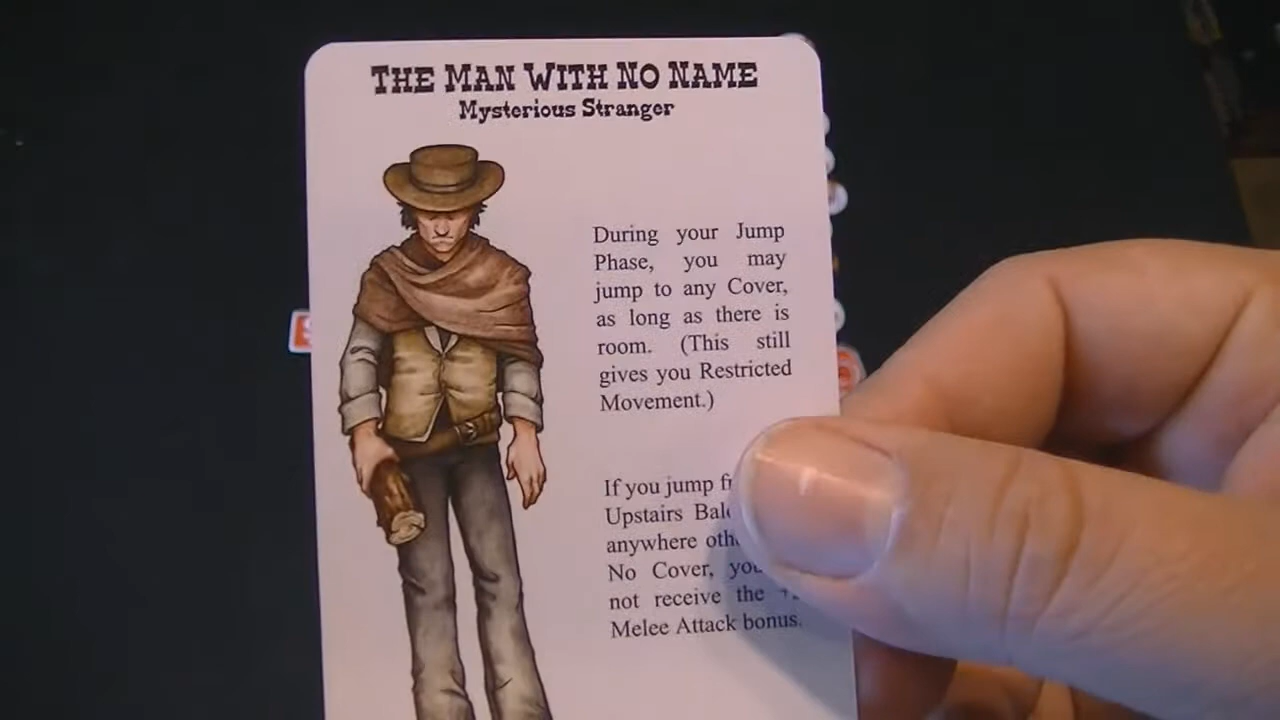 THE MAN WITH NO NAME
Mysterious Stranger
During your Jump
Phase, you may
jump to any Cover,
as long as there is
room. (This still
gives you Restricted
Movement.)
If you jump
Upstairs
anywhere
No Cover,
not receive the
Melee Attack bonus.